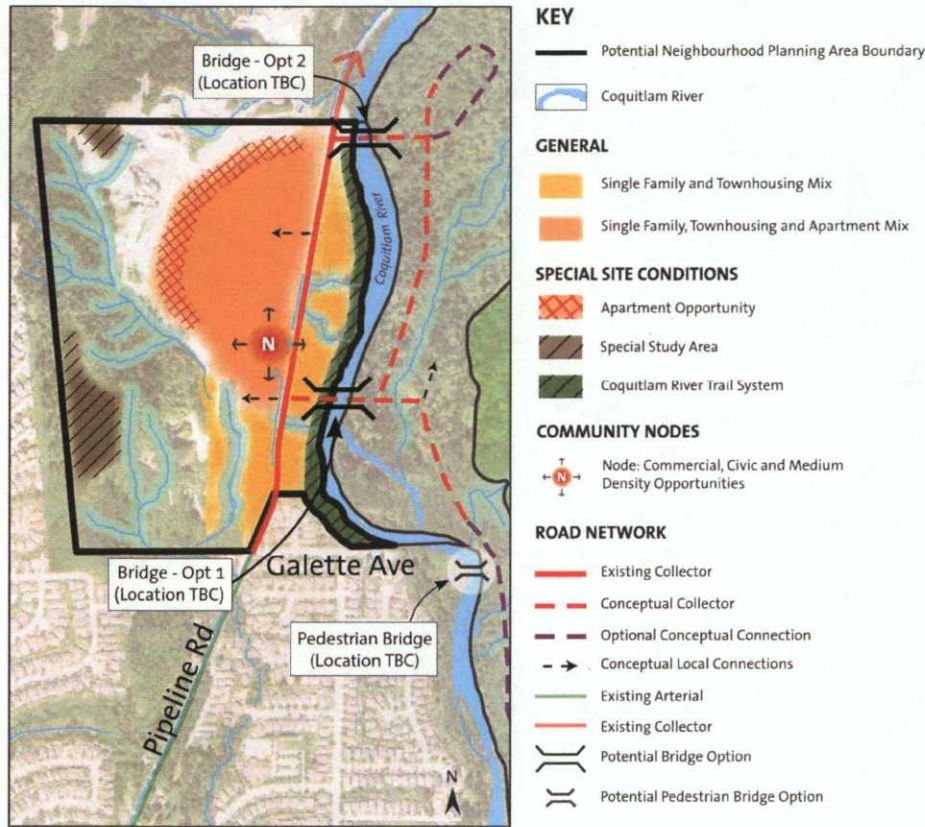 Bridge - Opt 2
(Location TBC)
Coquitlam River
N
Bridge - Opt 1
(Location TBC)
Galette Ave
Pedestrian Bridge
(Location TBC)
Pipeline Rd
N
KEY
Potential Neighbourhood Planning Area Boundary
Coquitlam River
GENERAL
Single Family and Townhousing Mix
Single Family, Townhousing and Apartment Mix
SPECIAL SITE CONDITIONS
Apartment Opportunity
Special Study Area
Coquitlam River Trail System
COMMUNITY NODES
N
Node: Commercial, Civic and Medium
Density Opportunities
ROAD NETWORK
Existing Collector
Conceptual Collector
Optional Conceptual Connection
Conceptual Local Connections
Existing Arterial
Existing Collector
Potential Bridge Option
Potential Pedestrian Bridge Option